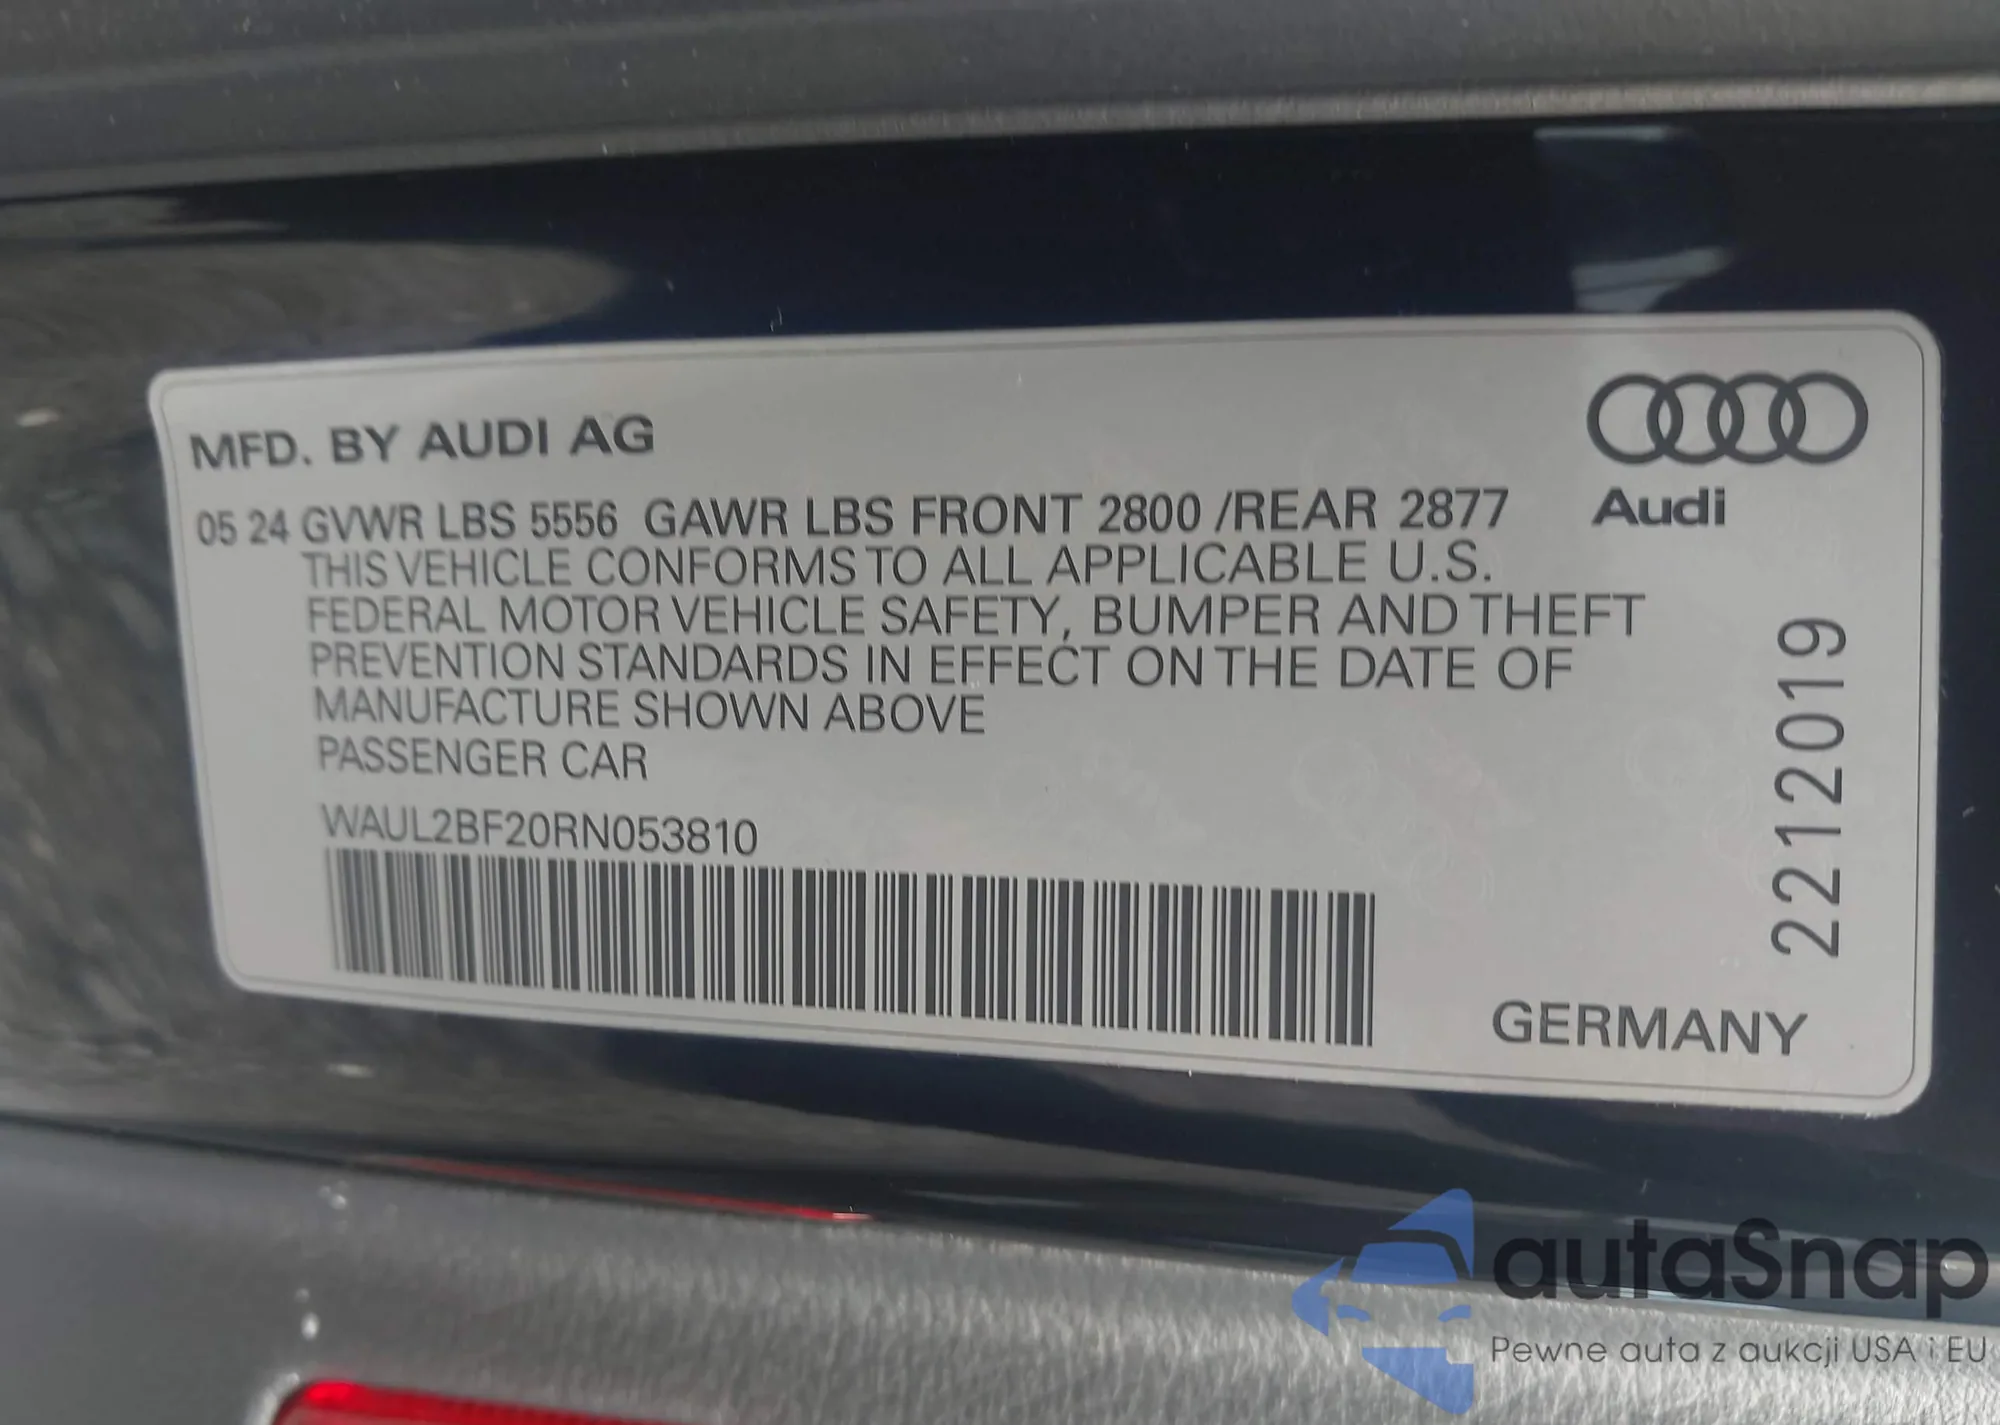 MFD. BY AUDI AG
05 24 GVWR LBS 5556 GAWR LBS FRONT 2800 /REAR 2877
THIS VEHICLE CONFORMS TO ALL APPLICABLE U.S.
FEDERAL MOTOR VEHICLE SAFETY, BUMPER AND THEFT
PREVENTION STANDARDS IN EFFECT ON THE DATE OF
MANUFACTURE SHOWN ABOVE
PASSENGER CAR
WAUL2BF20RN053810
Audi
2212019
GERMANY
autaSnap
Pewne auta z aukcji USA i EU